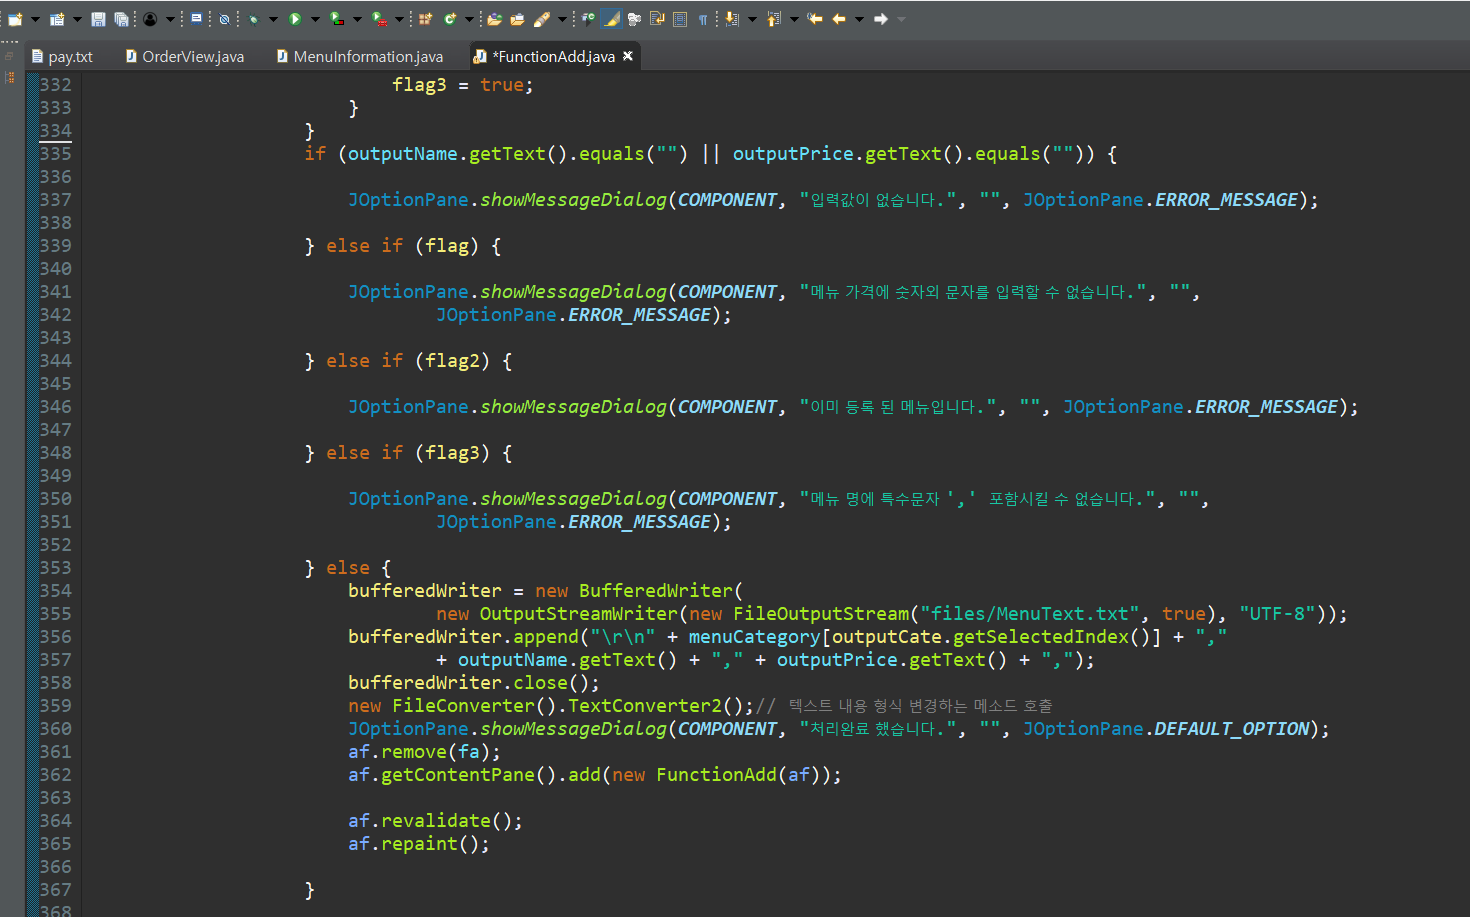 pay.txt OrderView.java MenuInformation.java *FunctionAdd.java
332 flag3 = true;
333 }
334 }
335 if (outputName.getText().equals("") || outputPrice.getText().equals("")) {
336
337 JOptionPane.showMessageDialog(COMPONENT, "입력값이 없습니다.", "", JOptionPane.ERROR_MESSAGE);
338
339 } else if (flag) {
340
341 JOptionPane.showMessageDialog(COMPONENT, "메뉴 가격에 숫자외 문자를 입력할 수 없습니다.", "",
342 JOptionPane.ERROR_MESSAGE);
343
344 } else if (flag2) {
345
346 JOptionPane.showMessageDialog(COMPONENT, "이미 등록 된 메뉴입니다.", "", JOptionPane.ERROR_MESSAGE);
347
348 } else if (flag3) {
349
350 JOptionPane.showMessageDialog(COMPONENT, "메뉴 명에 특수문자 ',' 포함시킬 수 없습니다.", "",
351 JOptionPane.ERROR_MESSAGE);
352
353 } else {
354 bufferedWriter = new BufferedWriter(
355 new OutputStreamWriter(new FileOutputStream("files/MenuText.txt", true), "UTF-8"));
356 bufferedWriter.append("\r\n" + menuCategory[outputCate.getSelectedIndex()] + ","
357 + outputName.getText() + "," + outputPrice.getText() + ",");
358 bufferedWriter.close();
359 new FileConverter().TextConverter2();// 텍스트 내용 형식 변경하는 메소드 호출
360 JOptionPane.showMessageDialog(COMPONENT, "처리완료 했습니다.", "", JOptionPane.DEFAULT_OPTION);
361 af.remove(fa);
362 af.getContentPane().add(new FunctionAdd(af));
363
364 af.revalidate();
365 af.repaint();
366
367 }
368